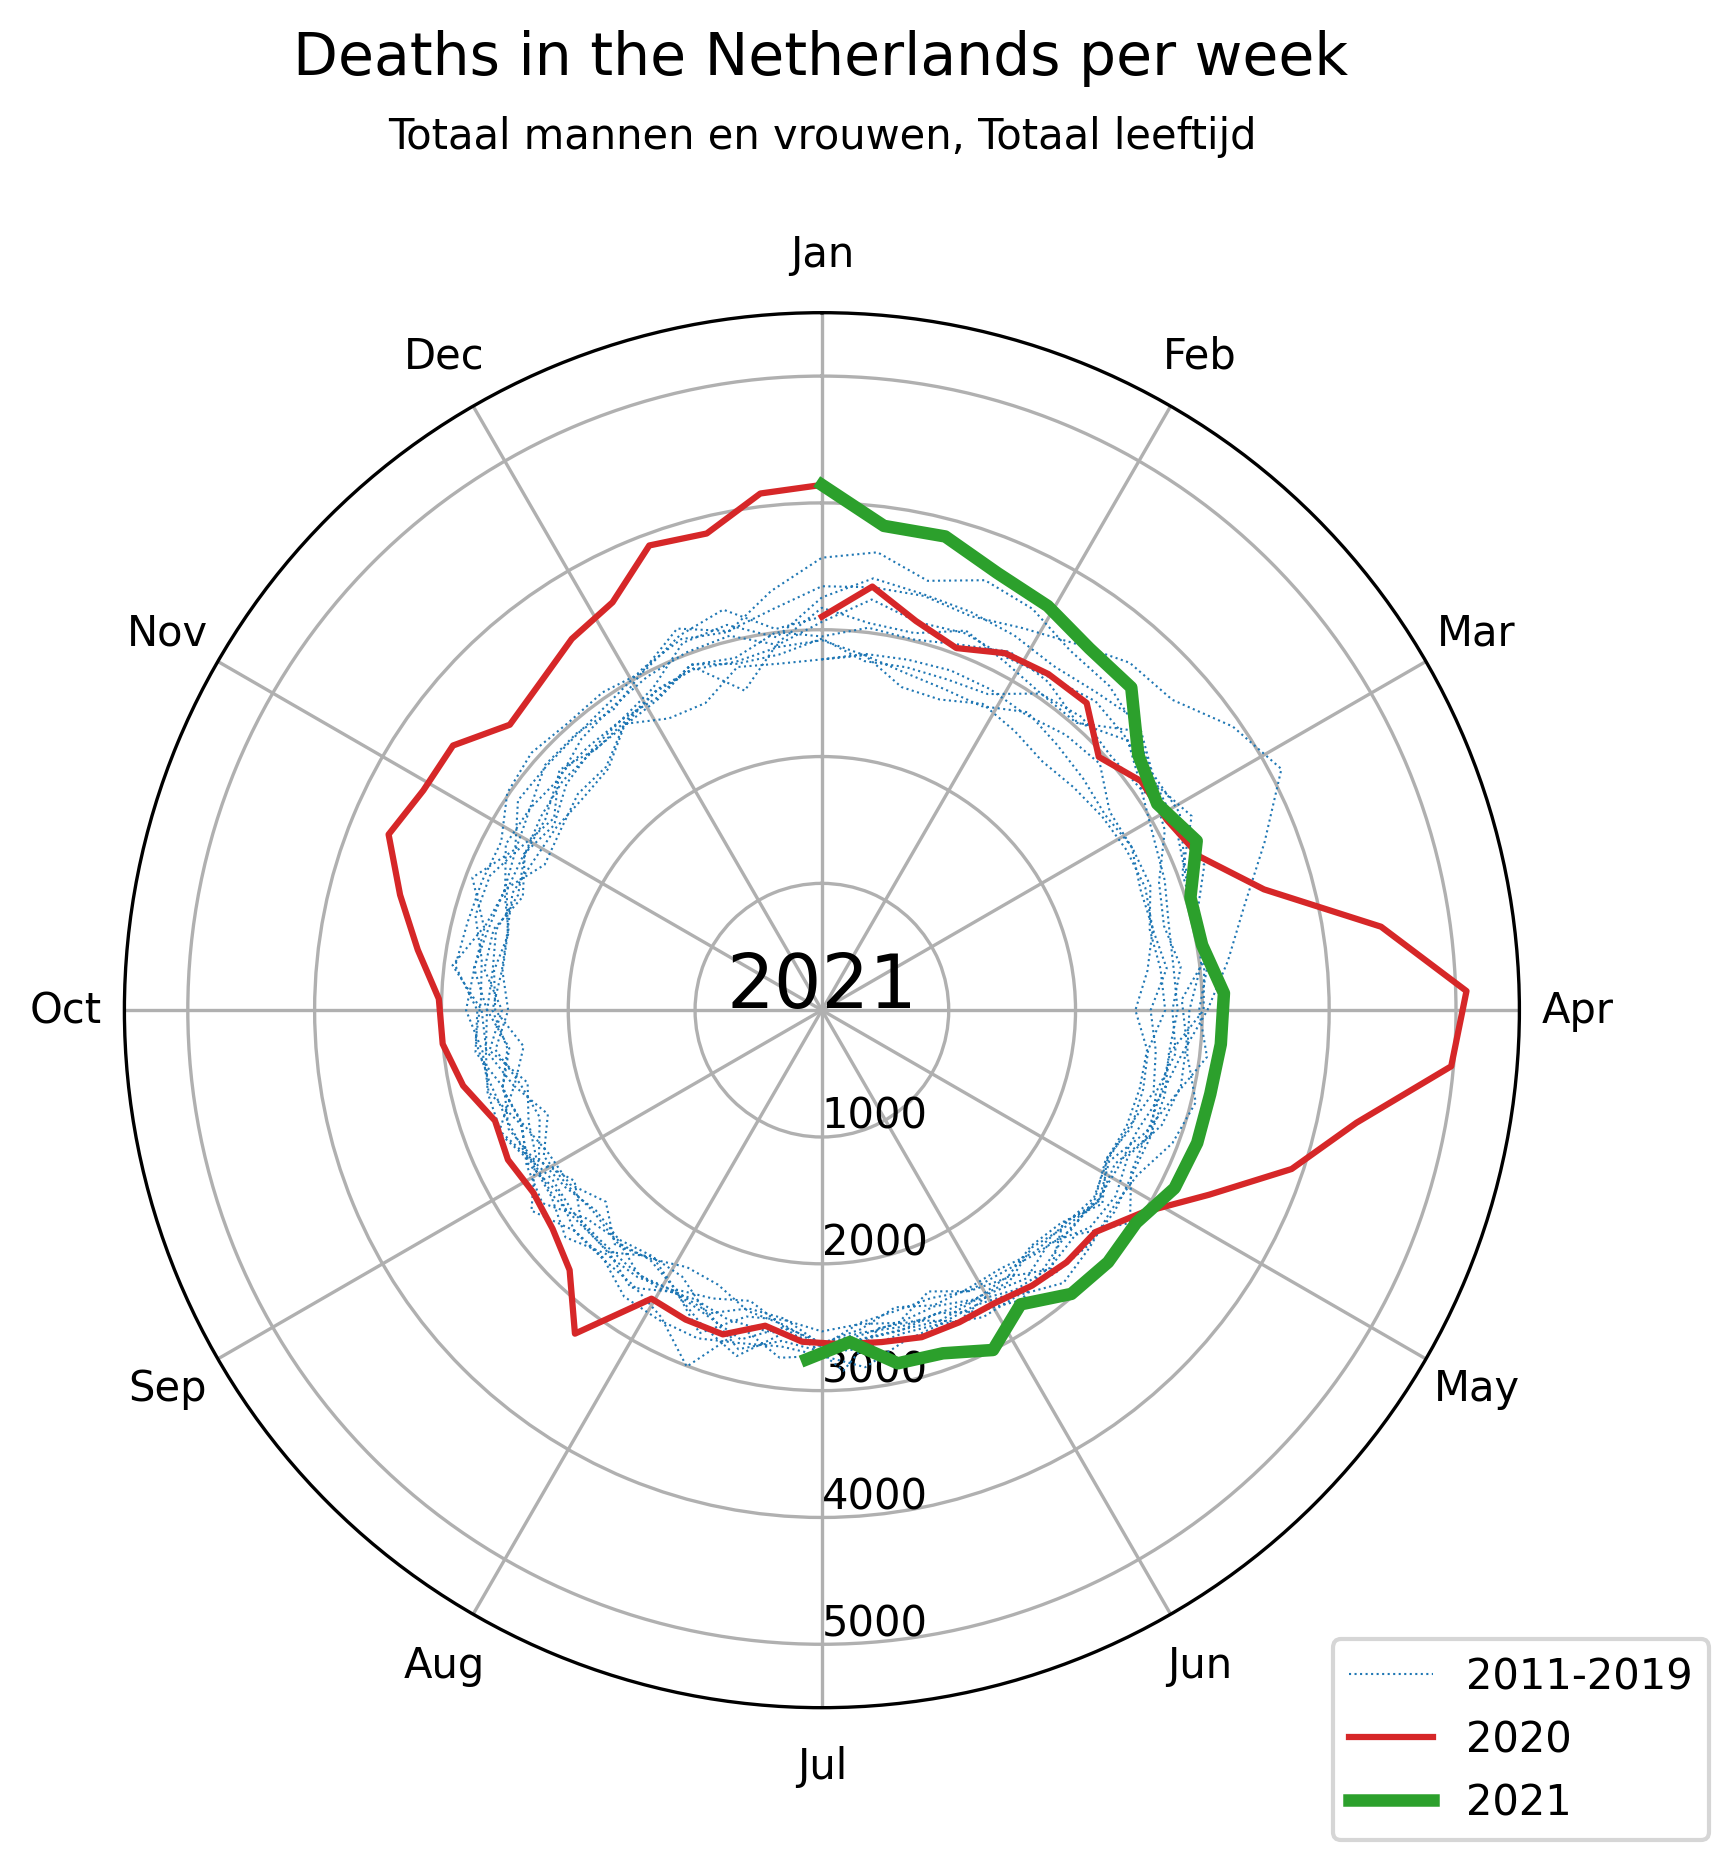 Deaths in the Netherlands per week
Totaal mannen en vrouwen, Totaal leeftijd
Jan
Dec
Feb
Nov
Mar
2021
Oct
Apr
1000
2000
3000
Sep
May
4000
5000
Aug
Jun
Jul
2011-2019
2020
2021